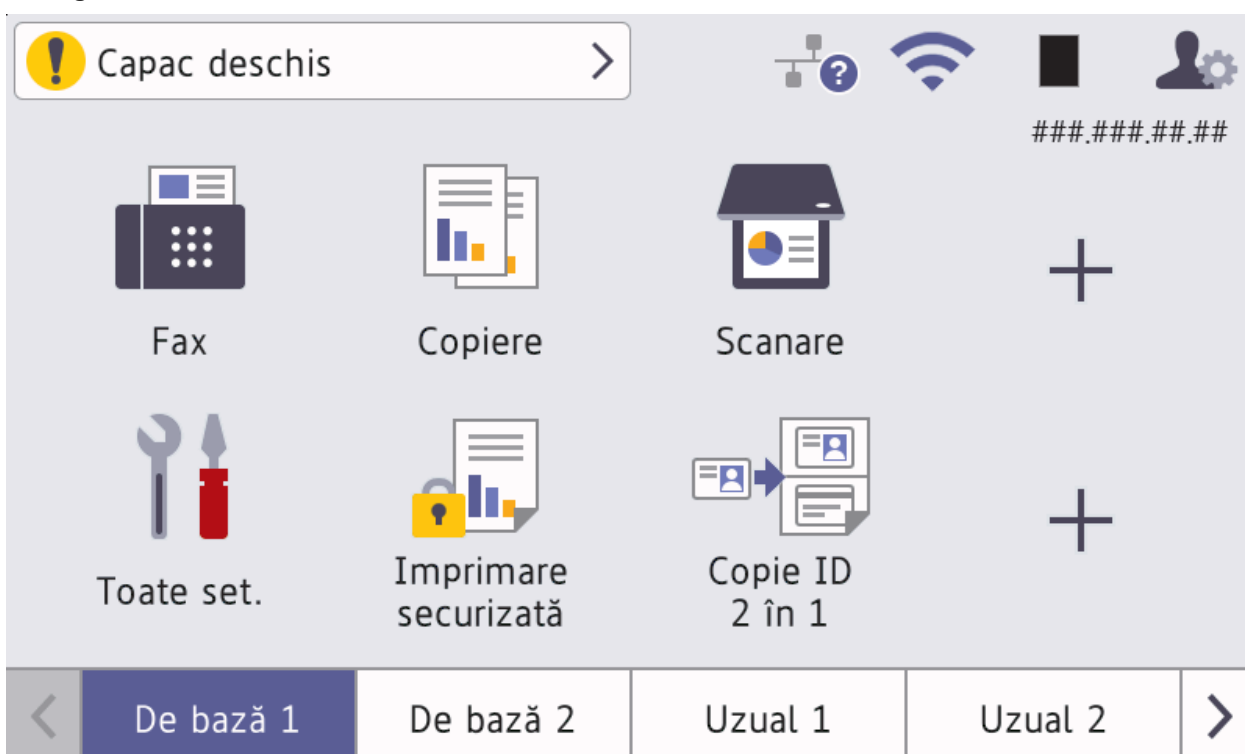 Capac deschis
###.###.##.##
Fax
Copiere
Scanare
Toate set.
Imprimare
securizată
Copie ID
2 în 1
De bază 1
De bază 2
Uzual 1
Uzual 2